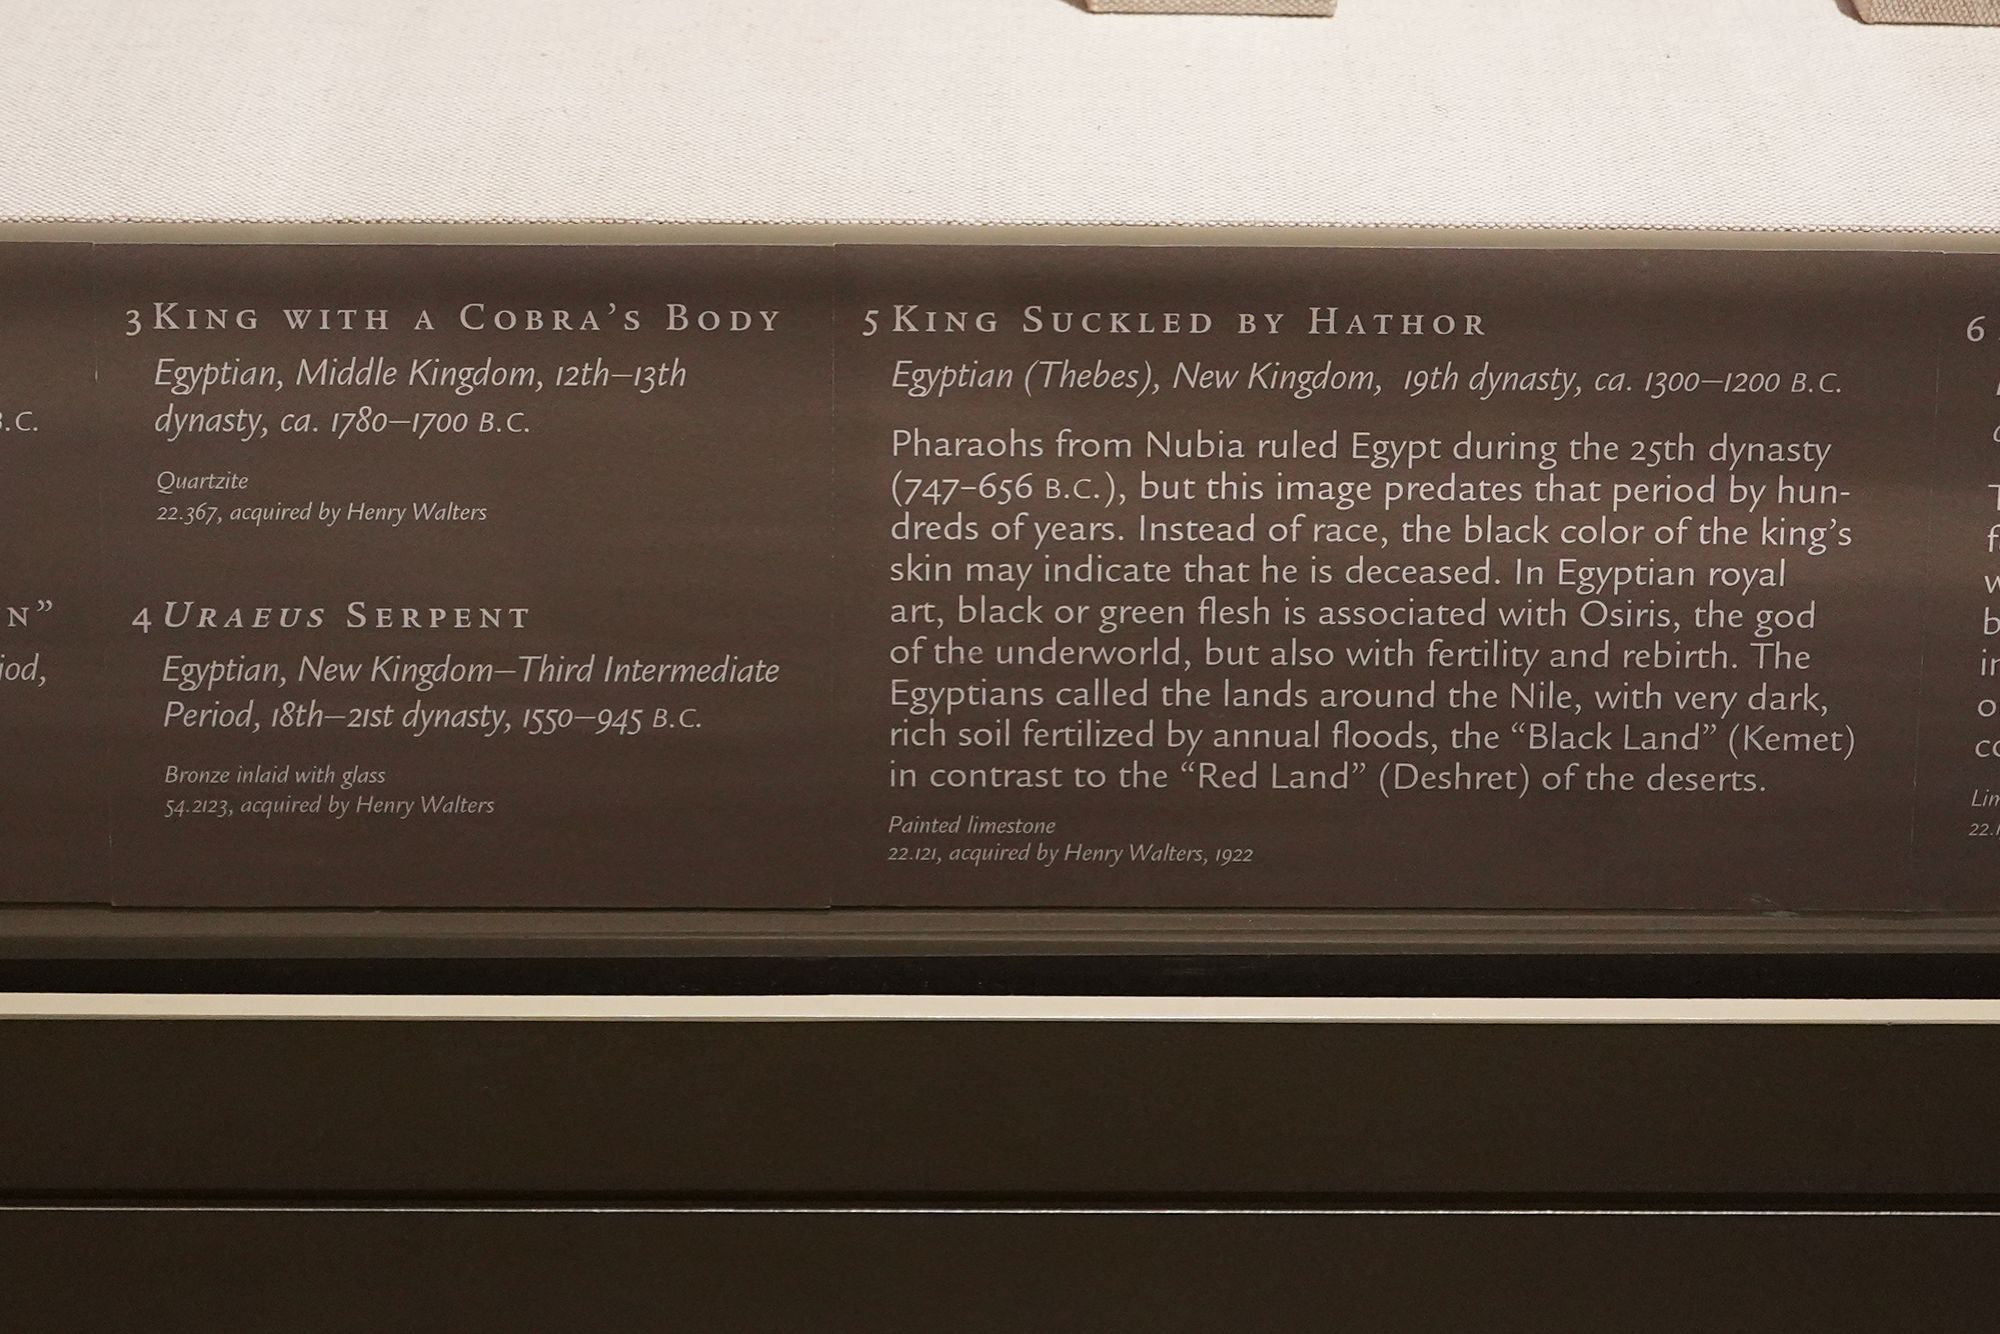 B.C.
N”
iod,
3 KING WITH A COBRA’S BODY
Egyptian, Middle Kingdom, 12th–13th
dynasty, ca. 1780–1700 B.C.
Quartzite
22.367, acquired by Henry Walters
4 URAEUS SERPENT
Egyptian, New Kingdom–Third Intermediate
Period, 18th–21st dynasty, 1550–945 B.C.
Bronze inlaid with glass
54.2123, acquired by Henry Walters
5 KING SUCKLED BY HATHOR
Egyptian (Thebes), New Kingdom, 19th dynasty, ca. 1300–1200 B.C.
Pharaohs from Nubia ruled Egypt during the 25th dynasty
(747–656 B.C.), but this image predates that period by hun-
dreds of years. Instead of race, the black color of the king’s
skin may indicate that he is deceased. In Egyptian royal
art, black or green flesh is associated with Osiris, the god
of the underworld, but also with fertility and rebirth. The
Egyptians called the lands around the Nile, with very dark,
rich soil fertilized by annual floods, the “Black Land” (Kemet)
in contrast to the “Red Land” (Deshret) of the deserts.
Painted limestone
22.121, acquired by Henry Walters, 1922
6